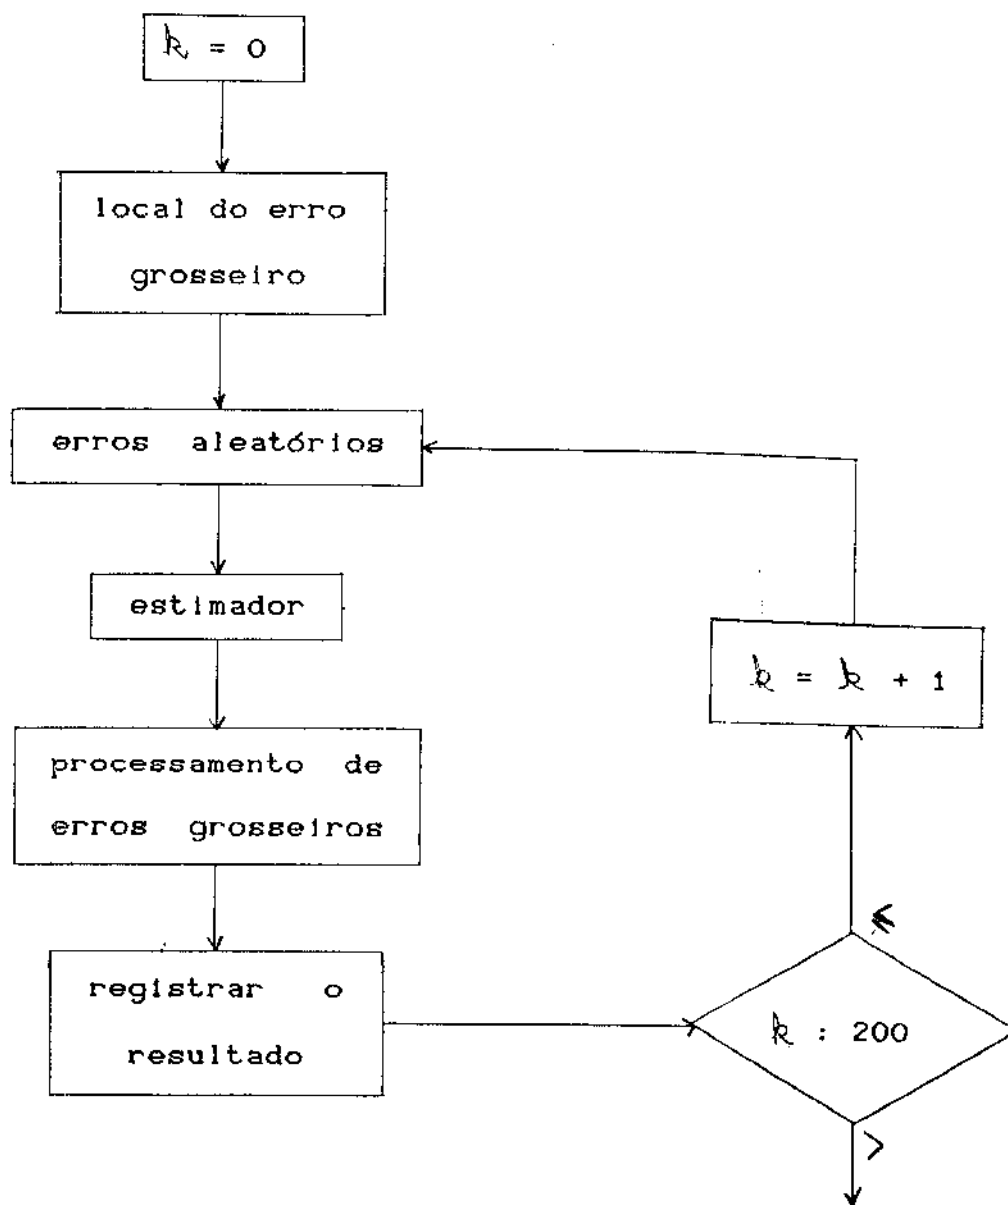 k = 0
local do erro
grosseiro
erros aleatórios
estimador
processamento de
erros grosseiros
registrar o
resultado
k = k + 1
≤
k : 200
>